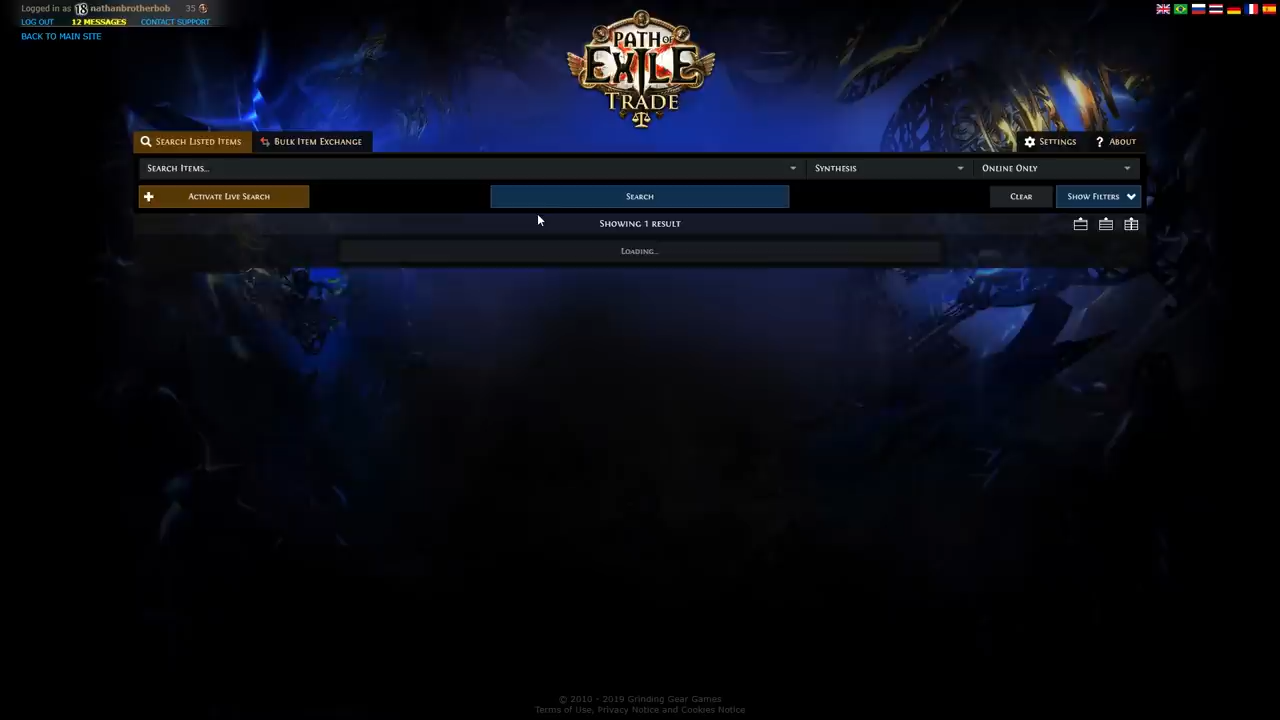 Logged in as nathanbrotherbob 35
LOG OUT 12 MESSAGES CONTACT SUPPORT
BACK TO MAIN SITE
PATH OF
EXILE
TRADE
SEARCH LISTED ITEMS BULK ITEM EXCHANGE SETTINGS ? ABOUT
SEARCH ITEMS... SYNTHESIS ONLINE ONLY
ACTIVATE LIVE SEARCH SEARCH CLEAR SHOW FILTERS
SHOWING 1 RESULT
LOADING...
© 2010 - 2019 Grinding Gear Games
Terms of Use, Privacy Notice and Cookies Notice